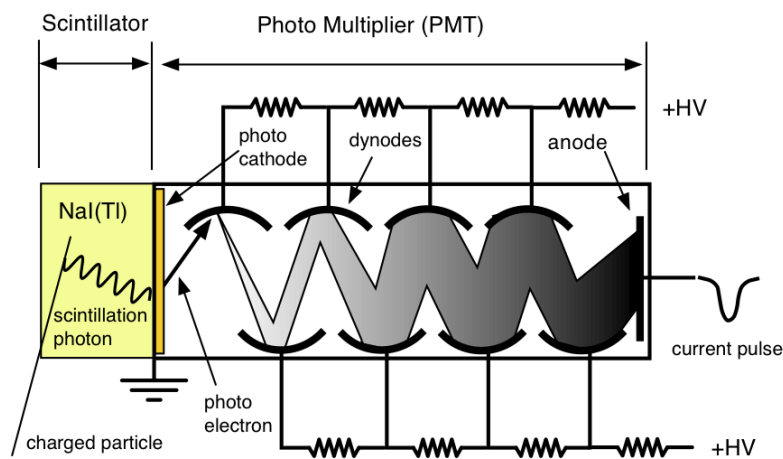 Scintillator
Photo Multiplier (PMT)
+HV
photo
cathode
dynodes
anode
NaI(Tl)
scintillation
photon
current pulse
photo
electron
charged particle
+HV